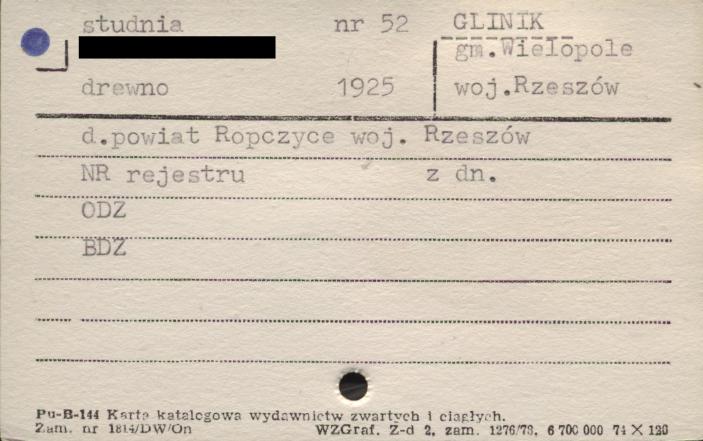 studnia nr 52 GLINIK
gm.Wielopole
drewno 1925 woj.Rzeszów
d.powiat Ropczyce woj. Rzeszów
NR rejestru z dn.
ODZ
BDZ
Pu-B-144 Karta katalogowa wydawnictw zwartych i ciągłych.
Zam. nr 1814/DW/On WZGraf. Z-d 2, zam. 1276/73, 6 700 000 74 X 120